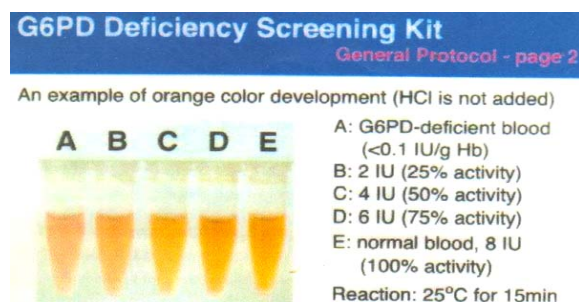 G6PD Deficiency Screening Kit
General Protocol - page 2
An example of orange color development (HCl is not added)
A B C D E
A: G6PD-deficient blood
(<0.1 IU/g Hb)
B: 2 IU (25% activity)
C: 4 IU (50% activity)
D: 6 IU (75% activity)
E: normal blood, 8 IU
(100% activity)
Reaction: 25°C for 15min